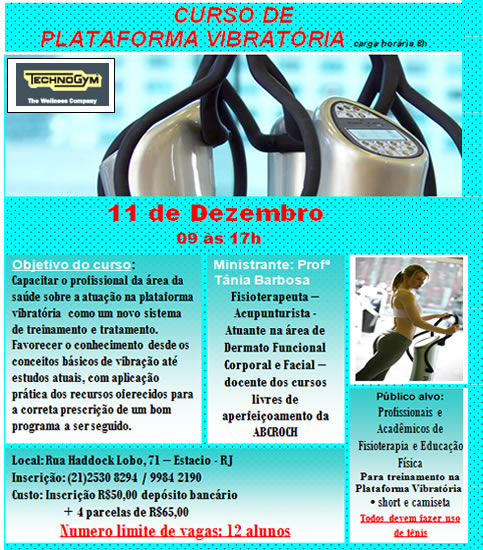 CURSO DE
PLATAFORMA VIBRATÓRIA carga horária 8h
TECHNOGYM
The Wellness Company
11 de Dezembro
09 às 17h
Objetivo do curso:
Capacitar o profissional da área da
saúde sobre a atuação na plataforma
vibratória como um novo sistema
de treinamento e tratamento.
Favorecer o conhecimento desde os
conceitos básicos de vibração até
estudos atuais, com aplicação
prática dos recursos oferecidos para
a correta prescrição de um bom
programa a ser seguido.
Ministrante: Profª
Tânia Barbosa
Fisioterapeuta –
Acupunturista -
Atuante na área de
Dermato Funcional
Corporal e Facial –
docente dos cursos
livres de
aperfeiçoamento da
ABCROCH
Público alvo:
Profissionais e
Acadêmicos de
Fisioterapia e Educação
Física
Para treinamento na
Plataforma Vibratória
• short e camiseta
Todos devem fazer uso
de tênis
Local: Rua Haddock Lobo, 71 – Estacio - RJ
Inscrição: (21)2530 8294 / 9984 2190
Custo: Inscrição R$50,00 depósito bancário
+ 4 parcelas de R$65,00
Numero limite de vagas: 12 alunos